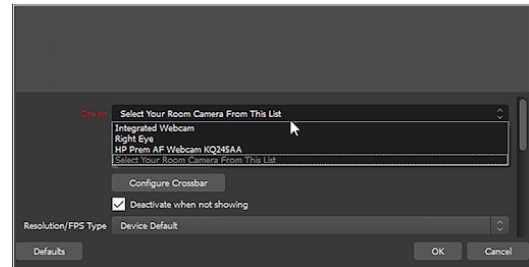 Device Select Your Room Camera From This List
Integrated Webcam
Right Eye
HP Prem AF Webcam KQ245AA
Select Your Room Camera From This List
Configure Crossbar
Deactivate when not showing
Resolution/FPS Type Device Default
Defaults OK Cancel